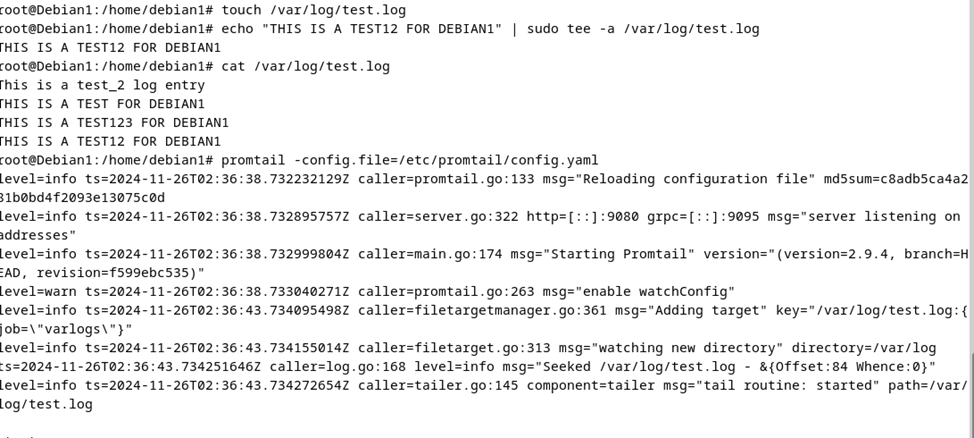 root@Debian1:/home/debian1# touch /var/log/test.log
root@Debian1:/home/debian1# echo "THIS IS A TEST12 FOR DEBIAN1" | sudo tee -a /var/log/test.log
THIS IS A TEST12 FOR DEBIAN1
root@Debian1:/home/debian1# cat /var/log/test.log
This is a test_2 log entry
THIS IS A TEST FOR DEBIAN1
THIS IS A TEST123 FOR DEBIAN1
THIS IS A TEST12 FOR DEBIAN1
root@Debian1:/home/debian1# promtail -config.file=/etc/promtail/config.yaml
level=info ts=2024-11-26T02:36:38.732232129Z caller=promtail.go:133 msg="Reloading configuration file" md5sum=c8adb5ca4a2
81b0bd4f2093e13075c0d
level=info ts=2024-11-26T02:36:38.732895757Z caller=server.go:322 http=[::]:9080 grpc=[::]:9095 msg="server listening on
addresses"
level=info ts=2024-11-26T02:36:38.732999804Z caller=main.go:174 msg="Starting Promtail" version="(version=2.9.4, branch=H
EAD, revision=f599ebc535)"
level=warn ts=2024-11-26T02:36:38.733040271Z caller=promtail.go:263 msg="enable watchConfig"
level=info ts=2024-11-26T02:36:43.734095498Z caller=filetargetmanager.go:361 msg="Adding target" key="/var/log/test.log:{
job=\"varlogs\"}"
level=info ts=2024-11-26T02:36:43.734155014Z caller=filetarget.go:313 msg="watching new directory" directory=/var/log
ts=2024-11-26T02:36:43.734251646Z caller=log.go:168 level=info msg="Seeked /var/log/test.log - &{Offset:84 Whence:0}"
level=info ts=2024-11-26T02:36:43.734272654Z caller=tailer.go:145 component=tailer msg="tail routine: started" path=/var/
log/test.log